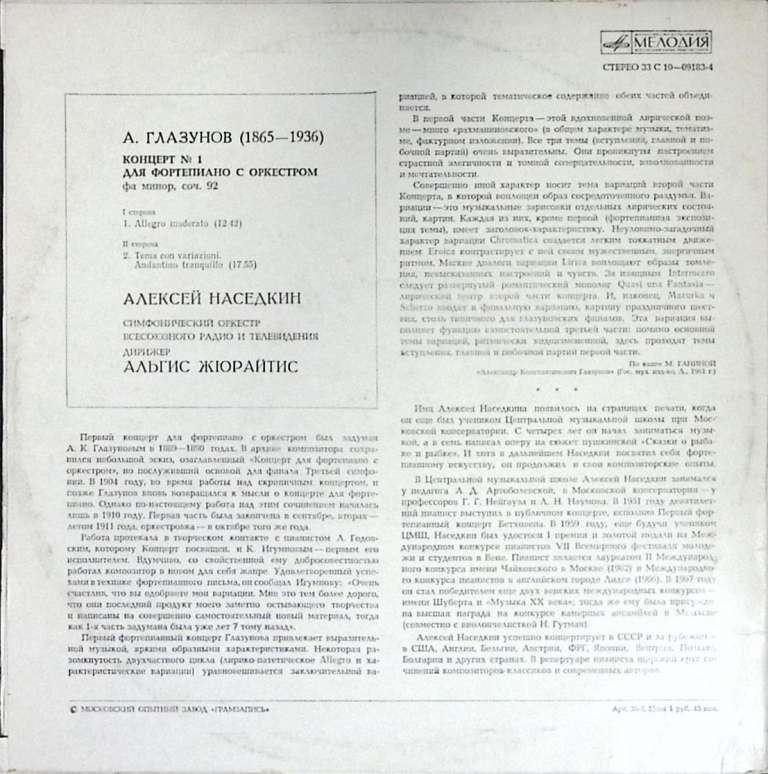 МЕЛОДИЯ
СТЕРЕО 33 С 10—09183-4
А. ГЛАЗУНОВ (1865—1936)
КОНЦЕРТ № 1
ДЛЯ ФОРТЕПИАНО С ОРКЕСТРОМ
фа минор, соч. 92
I сторона
1. Allegro moderato (12.42)
II сторона
2. Tema con variazioni.
Andantino tranquillo (17.55)
АЛЕКСЕЙ НАСЕДКИН
СИМФОНИЧЕСКИЙ ОРКЕСТР
ВСЕСОЮЗНОГО РАДИО И ТЕЛЕВИДЕНИЯ
ДИРИЖЕР
АЛЬГИС ЖЮРАЙТИС
Первый концерт для фортепиано с оркестром был задуман
А. К. Глазуновым в 1889—1890 годах. В архиве композитора сохра-
нился небольшой эскиз, озаглавленный «Концерт для фортепиано с
оркестром», но послуживший основой для финала Третьей симфо-
нии. В 1904 году, во время работы над скрипичным концертом, и
позже Глазунов вновь возвращался к мысли о концерте для форте-
пиано. Однако по-настоящему работа над этим сочинением началась
лишь в 1910 году. Первая часть была закончена в сентябре, вторая —
летом 1911 года, оркестровка — в октябре того же года.
Работа протекала в творческом контакте с пианистом Л. Годов-
ским, которому Концерт посвящен, и К. Игумновым — первым его
исполнителем. Вдумчиво, со свойственной ему добросовестностью
работал композитор в новом для себя жанре. Удовлетворенный успе-
хами в технике фортепианного письма, он сообщал Игумнову: «Очень
счастлив, что вы одобряете мои вариации. Мне это тем более дорого,
что они последний продукт моего заметно остывающего творчества
и написаны на совершенно самостоятельный новый материал, тогда
как 1-я часть задумана была уже лет 7 тому назад».
Первый фортепианный концерт Глазунова привлекает выразитель-
ной музыкой, яркими образными характеристиками. Некоторая ра-
зомкнутость двухчастного цикла (лирико-патетическое Allegro и ха-
рактеристические вариации) уравновешивается заключительной ва-
риацией, в которой тематическое содержание обеих частей объеди-
няется.
В первой части Концерта — этой вдохновенной лирической поэ-
ме — много «рахманиновского» (в общем характере музыки, тематиз-
ме, фактурном изложении). Все три темы (вступления, главной и по-
бочной партий) очень выразительны. Они проникнуты настроением
страстной элегичности и томной созерцательности, взволнованности
и мечтательности.
Совершенно иной характер носит тема вариаций второй части
Концерта, в которой воплощен образ сосредоточенного раздумья. Ва-
риации — это музыкальные зарисовки отдельных лирических состоя-
ний, картин. Каждая из них, кроме первой (фортепианная экспози-
ция темы), имеет заголовок-характеристику. Неуловимо-загадочный
характер вариации Chromatica создается легким токкатным движе-
нием Eroica контрастирует с ней своим мужественным, энергичным
ритмом. Мягкие диалоги вариации Lirica воплощают образы томле-
ния, невысказанных настроений и чувств. За изящным Intermezzo
следует развернутый романтический монолог Quasi una Fantasia —
лирический центр второй части концерта. И, наконец, Mazurka и
Scherzo вводят в финальную вариацию, картину праздничного шест-
вия, столь типичного для глазуновских финалов. Эта вариация вы-
полняет функцию самостоятельной третьей части: помимо основной
темы вариаций, ритмически видоизмененной, здесь проходят темы
вступления, главной и побочной партий первой части.
По книге М. ГАНИНОЙ
«Александр Константинович Глазунов» (Гос. муз. изд-во, Л., 1961 г.)
* * *
Имя Алексея Наседкина появилось на страницах печати, когда
он еще был учеником Центральной музыкальной школы при Мос-
ковской консерватории. С четырех лет он начал заниматься музы-
кой, а в семь написал оперу на сюжет пушкинской «Сказки о рыба-
ке и рыбке». И хотя в дальнейшем Наседкин посвятил себя форте-
пианному искусству, он продолжил и свои композиторские опыты.
В Центральной музыкальной школе Алексей Наседкин занимался
у педагога А. Д. Артоболевской, в Московской консерватории — у
профессоров Г. Г. Нейгауза и Л. Н. Наумова. В 1951 девятилет-
ний пианист выступил в публичном концерте, исполнив Первый фор-
тепианный концерт Бетховена. В 1959 году, еще будучи учеником
ЦМШ, Наседкин был удостоен I премии и золотой медали на Меж-
дународном конкурсе пианистов VII Всемирного фестиваля молоде-
жи и студентов в Вене. Пианист является лауреатом II Международ-
ного конкурса имени Чайковского в Москве (1962) и Международно-
го конкурса пианистов в английском городе Лидсе (1966). В 1967 году
он стал победителем еще двух венских международных конкурсов —
имени Шуберта и «Музыка XX века»; тогда же ему была присужде-
на высшая награда на конкурсе камерных ансамблей в Мюнхене
(совместно с виолончелисткой Н. Гутман).
Алексей Наседкин успешно концертирует в СССР и за рубежом —
в США, Англии, Бельгии, Австрии, ФРГ, Японии, Венгрии, Польше,
Болгарии и других странах. В репертуаре пианиста широкий круг со-
чинений композиторов-классиков и современных авторов.
© МОСКОВСКИЙ ОПЫТНЫЙ ЗАВОД «ГРАМЗАПИСЬ»
Цена 1 руб. 45 коп.